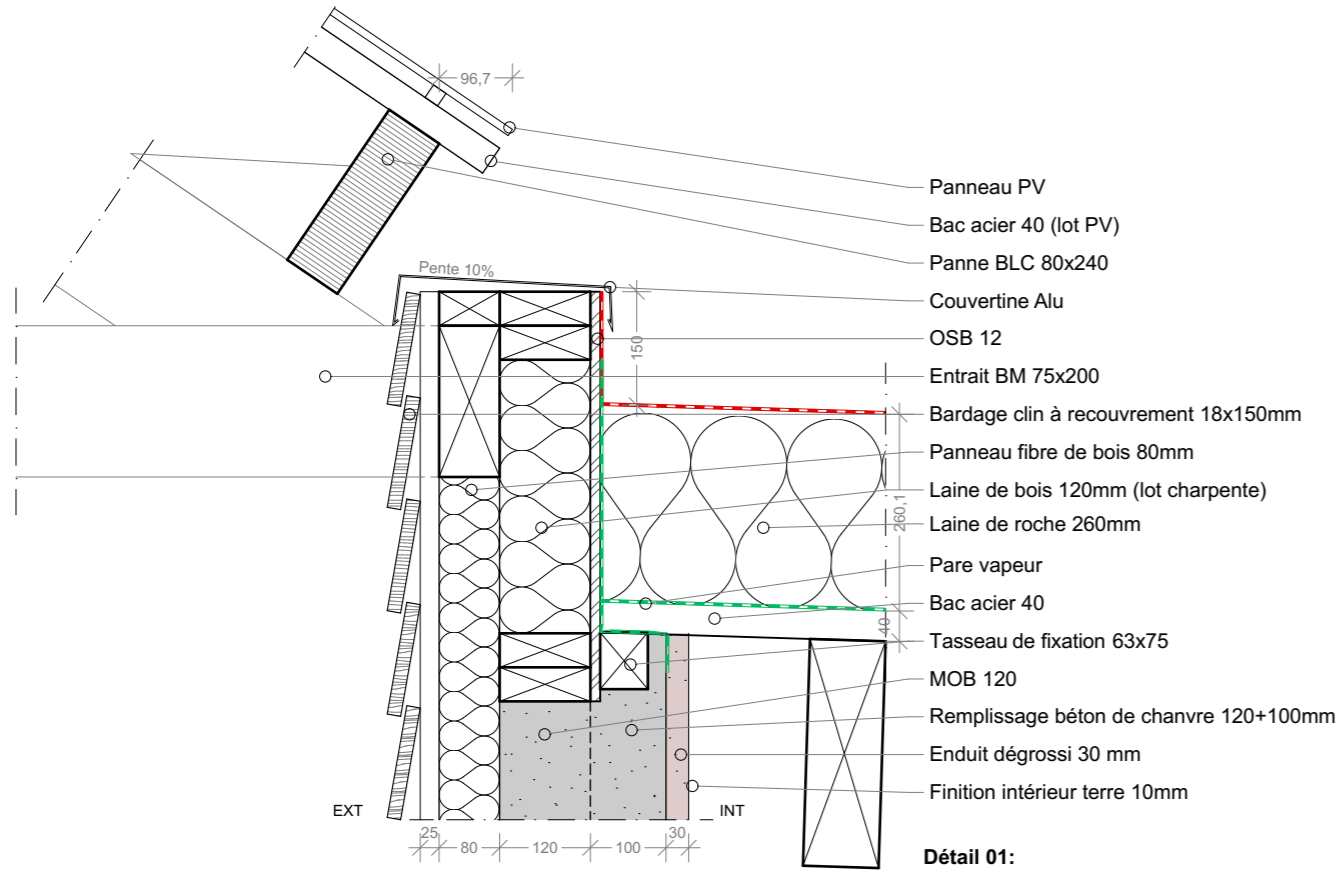 96,7
Panneau PV
Bac acier 40 (lot PV)
Panne BLC 80x240
Pente 10%
Couvertine Alu
150
OSB 12
Entrait BM 75x200
Bardage clin à recouvrement 18x150mm
Panneau fibre de bois 80mm
Laine de bois 120mm (lot charpente)
260,1
Laine de roche 260mm
Pare vapeur
Bac acier 40
40
Tasseau de fixation 63x75
MOB 120
Remplissage béton de chanvre 120+100mm
Enduit dégrossi 30 mm
Finition intérieur terre 10mm
EXT
INT
25
80
120
100
30
Détail 01: